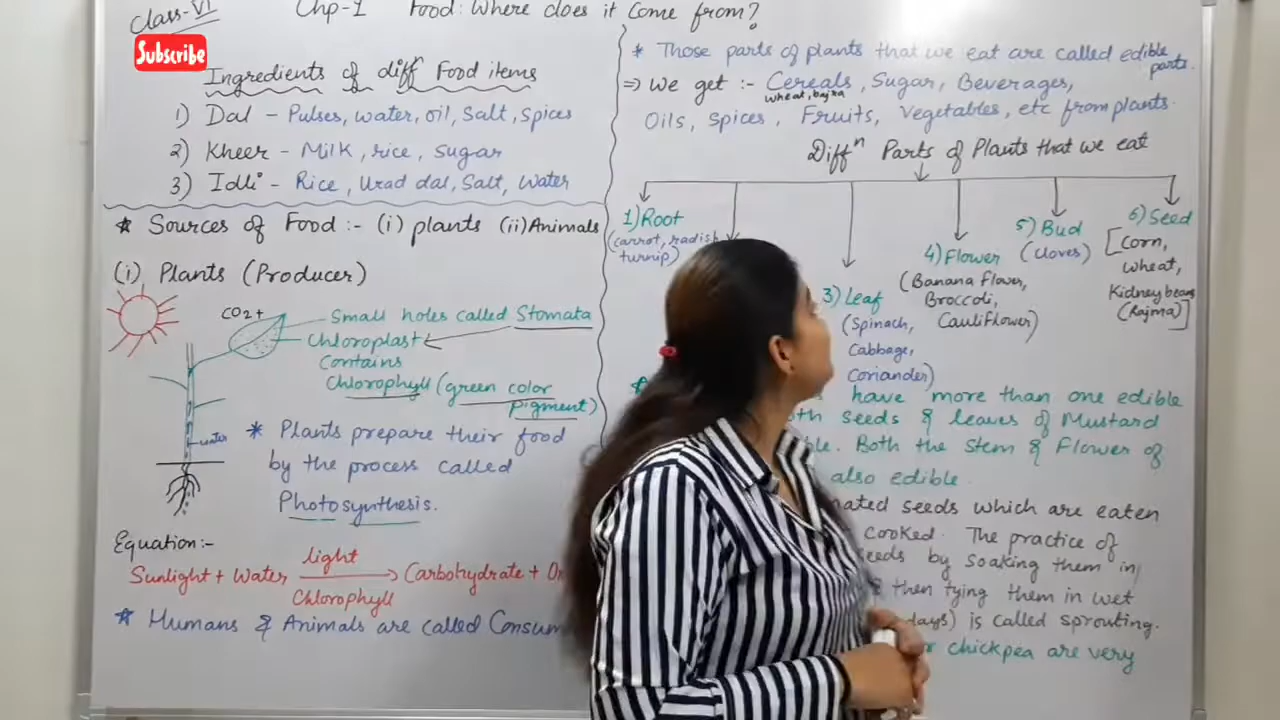 Class-VI Chp-1 Food: Where does it Come from?
Subscribe
Ingredients of diff Food items
1) Dal - Pulses, water, oil, Salt, Spices
2) Kheer - Milk, rice, Sugar
3) Idli - Rice, Urad dal, Salt, Water
* Sources of Food :- (i) plants (ii) Animals
(i) Plants (Producer)
CO2+
Small holes called Stomata
Chloroplast
Contains
Chlorophyll (green color
pigment)
water
* Plants prepare their food
by the process called
Photosynthesis.
Equation:-
light
Sunlight + Water → Carbohydrate +
Chlorophyll
* Humans & Animals are called
* Those parts of plants that we eat are called edible
parts.
⇒ We get :- Cereals, Sugar, Beverages,
wheat, bajra
Oils, Spices, Fruits, Vegetables, etc from plants.
Diffⁿ Parts of Plants that we eat
1) Root
(carrot, radish,
turnip)
3) Leaf
(Spinach,
Cabbage,
Coriander)
4) Flower
(Banana Flower,
Broccoli,
Cauliflower)
5) Bud
(Cloves)
6) Seed
[Corn,
wheat,
Kidney beans
(Rajma)]
* have more than one edible
seeds & leaves of Mustard
Both the Stem & Flower of
also edible.
seeds which are eaten
cooked. The practice of
by soaking them in
then tying them in wet
days) is called sprouting.
chickpea are very